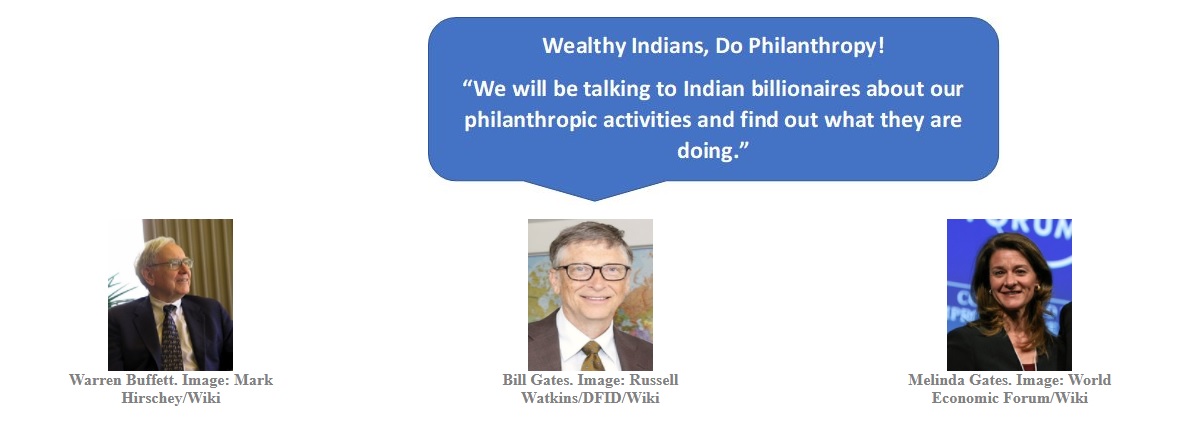 Wealthy Indians, Do Philanthropy!
“We will be talking to Indian billionaires about our
philanthropic activities and find out what they are
doing.”
Warren Buffett. Image: Mark
Hirschey/Wiki
Bill Gates. Image: Russell
Watkins/DFID/Wiki
Melinda Gates. Image: World
Economic Forum/Wiki